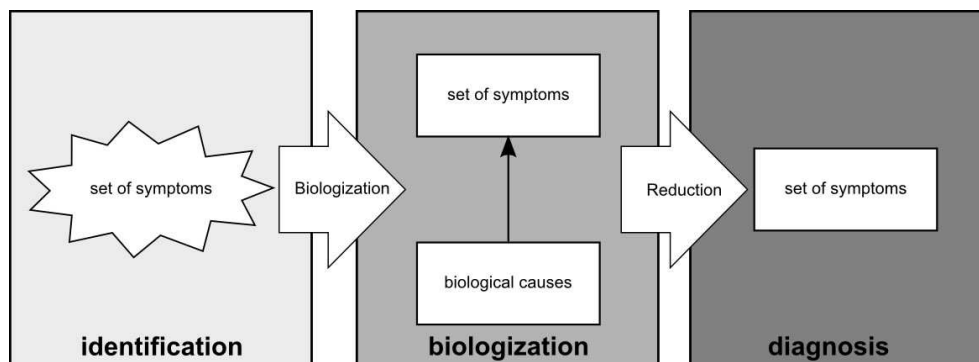 set of symptoms
identification
Biologization
set of symptoms
biological causes
biologization
Reduction
set of symptoms
diagnosis